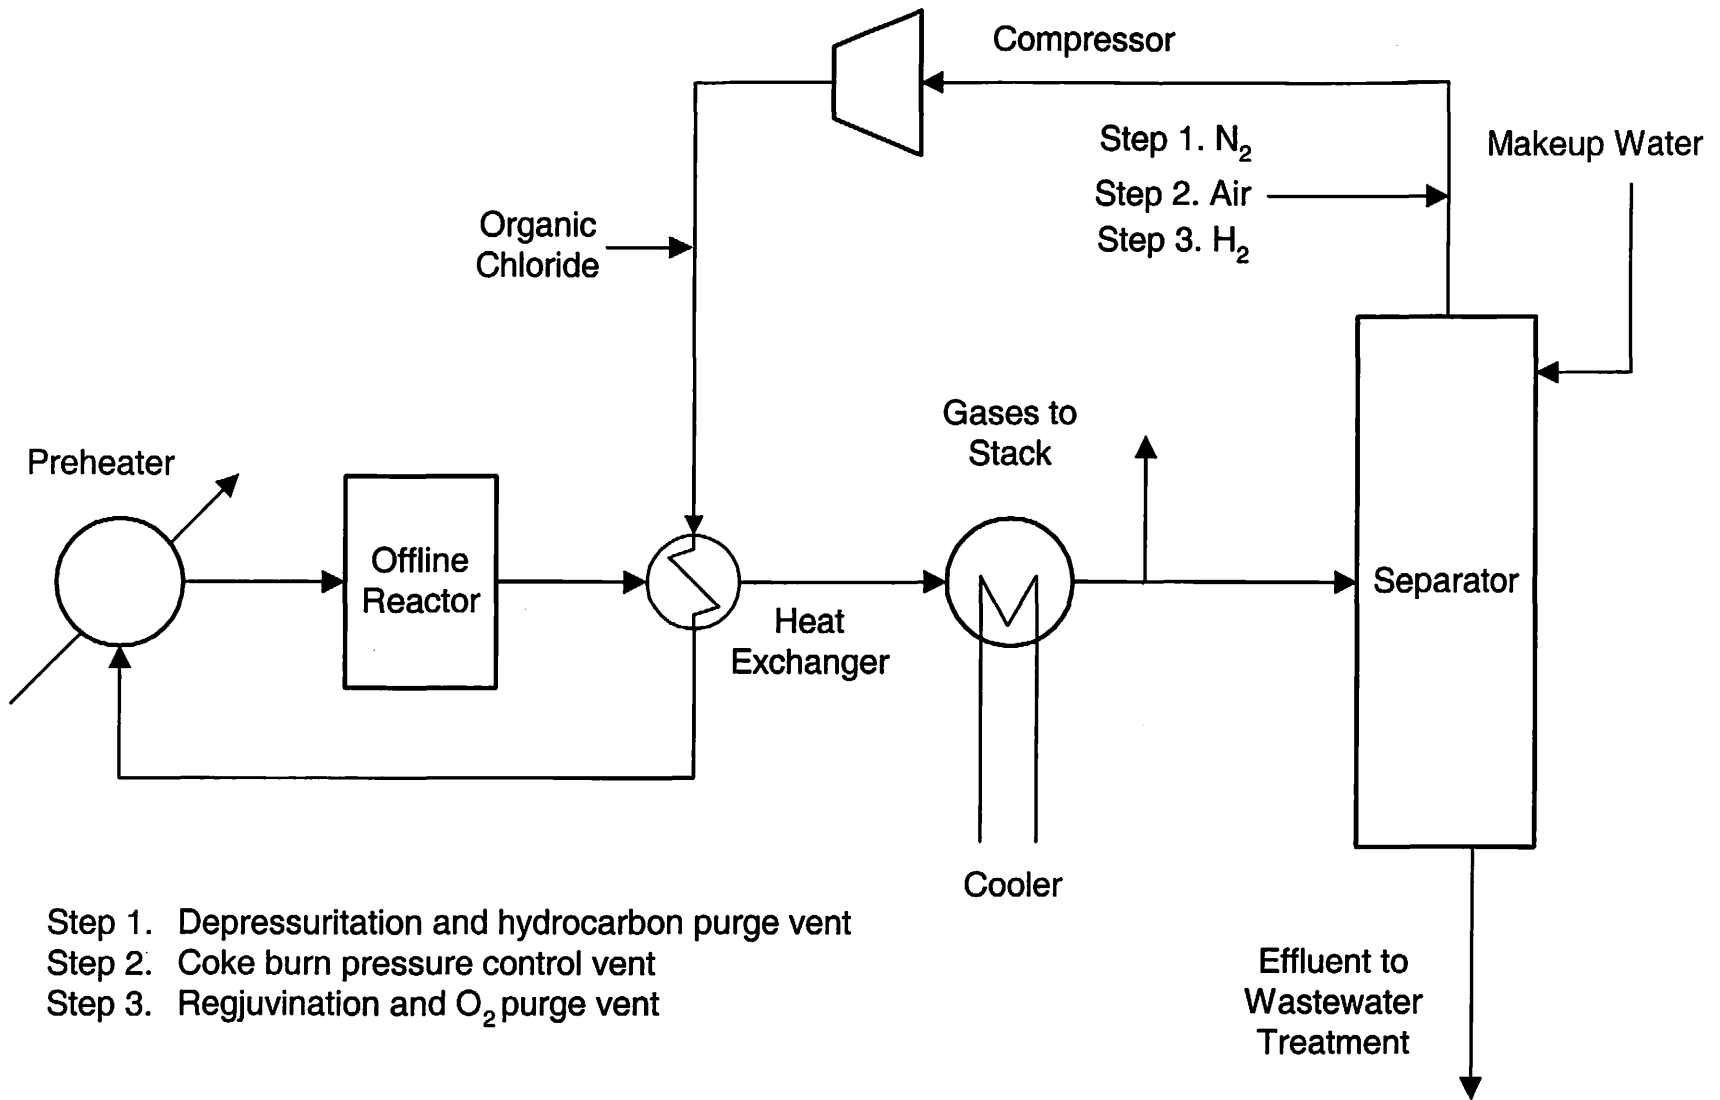 Compressor
Step 1. N2
Step 2. Air
Step 3. H2
Makeup Water
Organic
Chloride
Gases to
Stack
Preheater
Offline
Reactor
Heat
Exchanger
Separator
Cooler
Step 1. Depressuritation and hydrocarbon purge vent
Step 2. Coke burn pressure control vent
Step 3. Regjuvination and O2 purge vent
Effluent to
Wastewater
Treatment